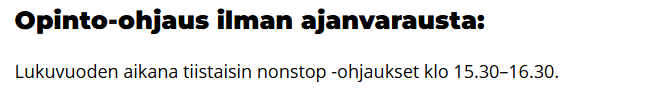 Opinto-ohjaus ilman ajanvarausta:
Lukuvuoden aikana tiistaisin nonstop -ohjaukset klo 15.30–16.30.